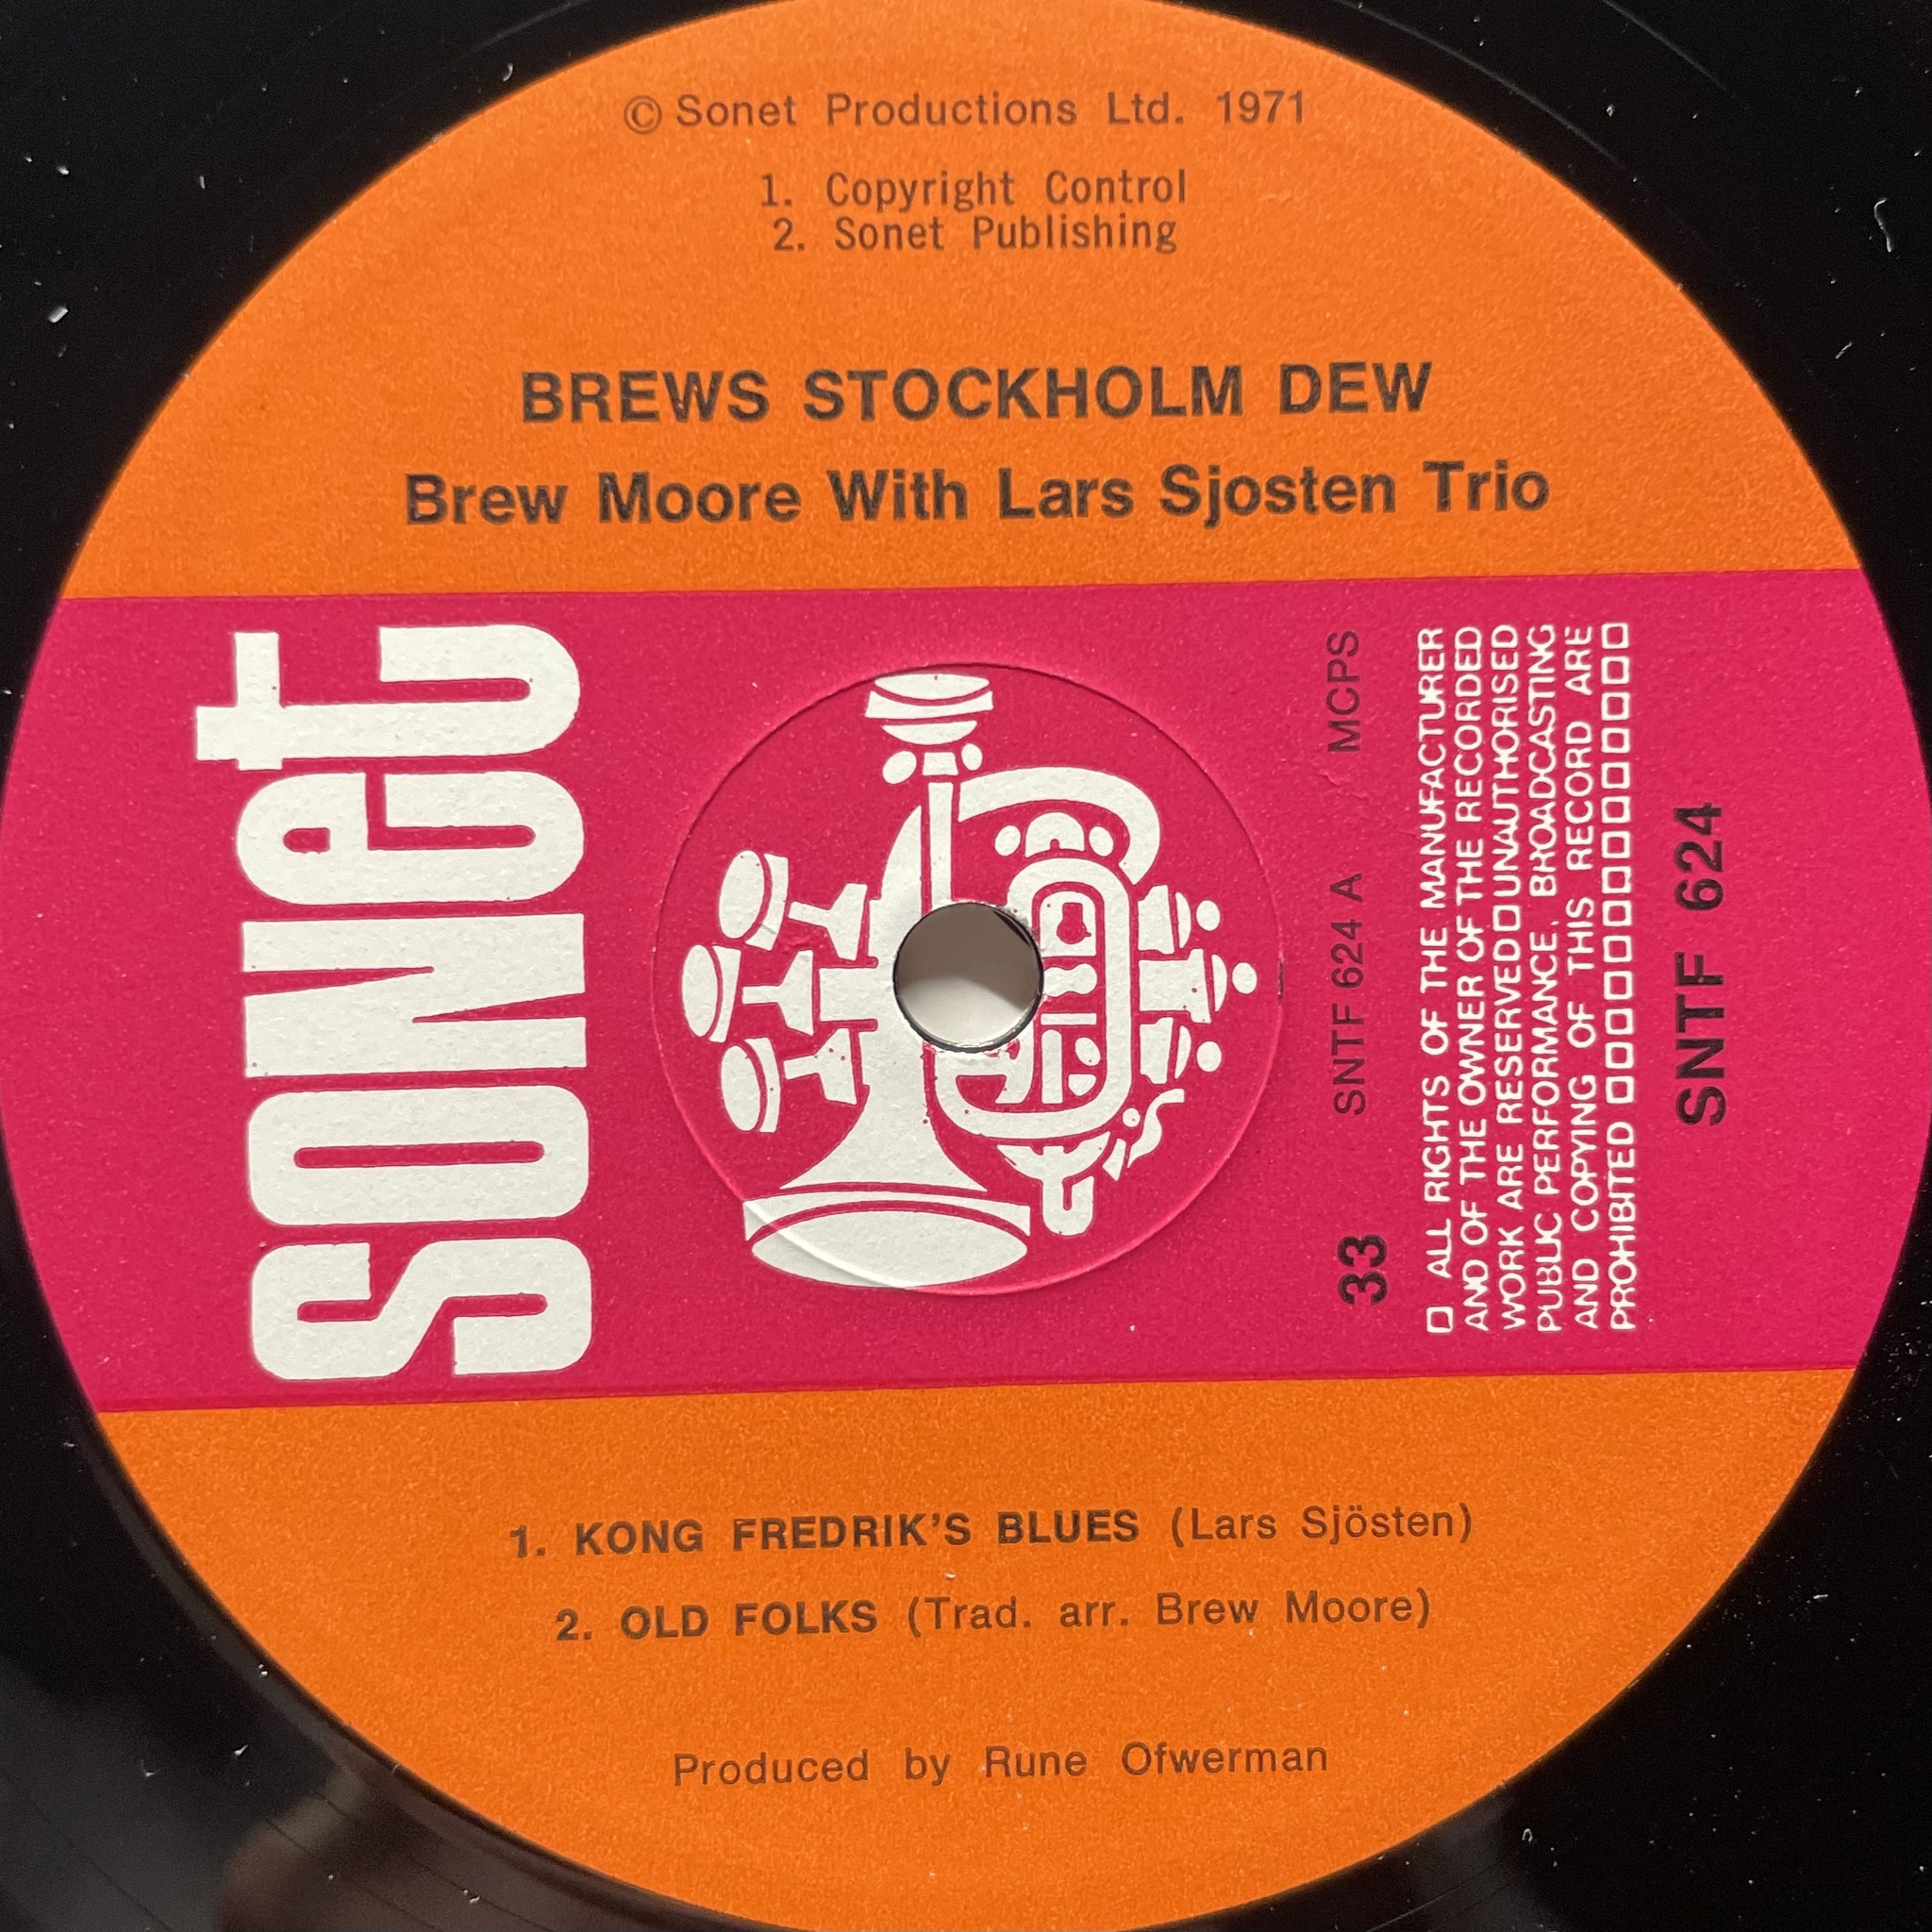 © Sonet Productions Ltd. 1971
1. Copyright Control
2. Sonet Publishing
BREWS STOCKHOLM DEW
Brew Moore With Lars Sjosten Trio
sonet
33 SNTF 624 A MCPS
ALL RIGHTS OF THE MANUFACTURER
AND OF THE OWNER OF THE RECORDED
WORK ARE RESERVED UNAUTHORISED
PUBLIC PERFORMANCE, BROADCASTING
AND COPYING OF THIS RECORD ARE
PROHIBITED
SNTF 624
1. KONG FREDRIK'S BLUES (Lars Sjösten)
2. OLD FOLKS (Trad. arr. Brew Moore)
Produced by Rune Ofwerman